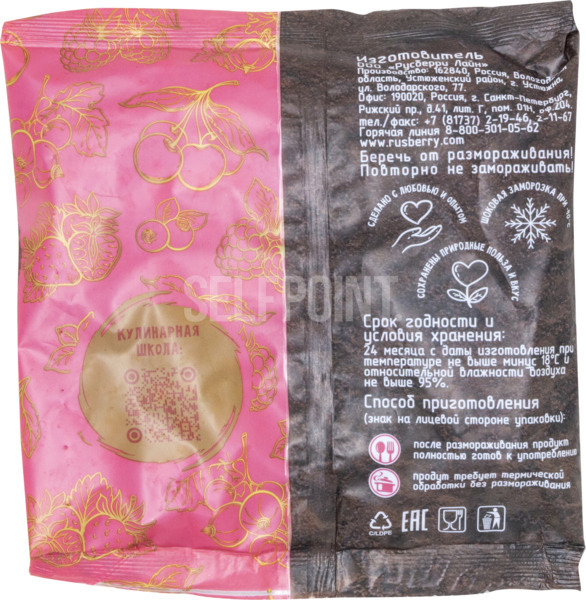 Изготовитель
ООО «Русберри Лайн»
Производство: 162840, Россия, Вологодская
область, Устюженский район, г. Устюжна,
ул. Володарского, 77.
Офис: 190020, Россия, г. Санкт-Петербург,
Рижский пр., д.41, лит. Г, пом. 01Н, оф.204,
тел./факс: +7 (81737) 2-19-46, 2-11-67
Горячая линия 8-800-301-05-62
www.rusberry.com
Беречь от размораживания!
Повторно не замораживать!
СДЕЛАНО С ЛЮБОВЬЮ И ОПЫТОМ
ШОКОВАЯ ЗАМОРОЗКА ПРИ -40°С
СОХРАНЕНЫ ПРИРОДНЫЕ ПОЛЬЗА И ВКУС
SELFPOINT
КУЛИНАРНАЯ
ШКОЛА:
Срок годности и
условия хранения:
24 месяца с даты изготовления при
температуре не выше минус 18°С и
относительной влажности воздуха
не выше 95%.
Способ приготовления
(знак на лицевой стороне упаковки):
после размораживания продукт
полностью готов к употреблению
продукт требует термической
обработки без размораживания
C/LDPE
EAC